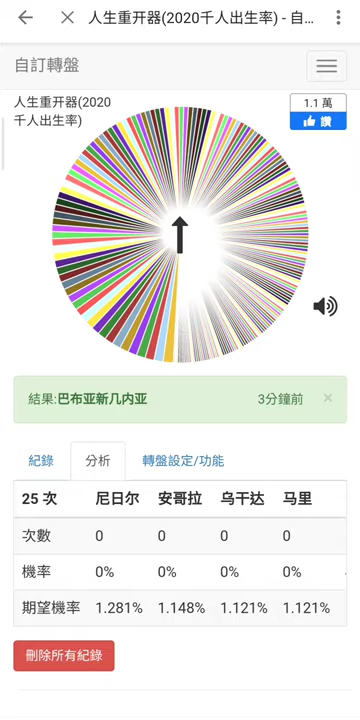 人生重开器(2020千人出生率) - 自...
自訂轉盤
人生重开器(2020
千人出生率)
1.1 萬
讚
結果:巴布亚新几内亚 3分鐘前 ×
紀錄 分析 轉盤設定/功能
25 次 尼日尔 安哥拉 乌干达 马里
次數 0 0 0 0
機率 0% 0% 0% 0%
期望機率 1.281% 1.148% 1.121% 1.121%
刪除所有紀錄